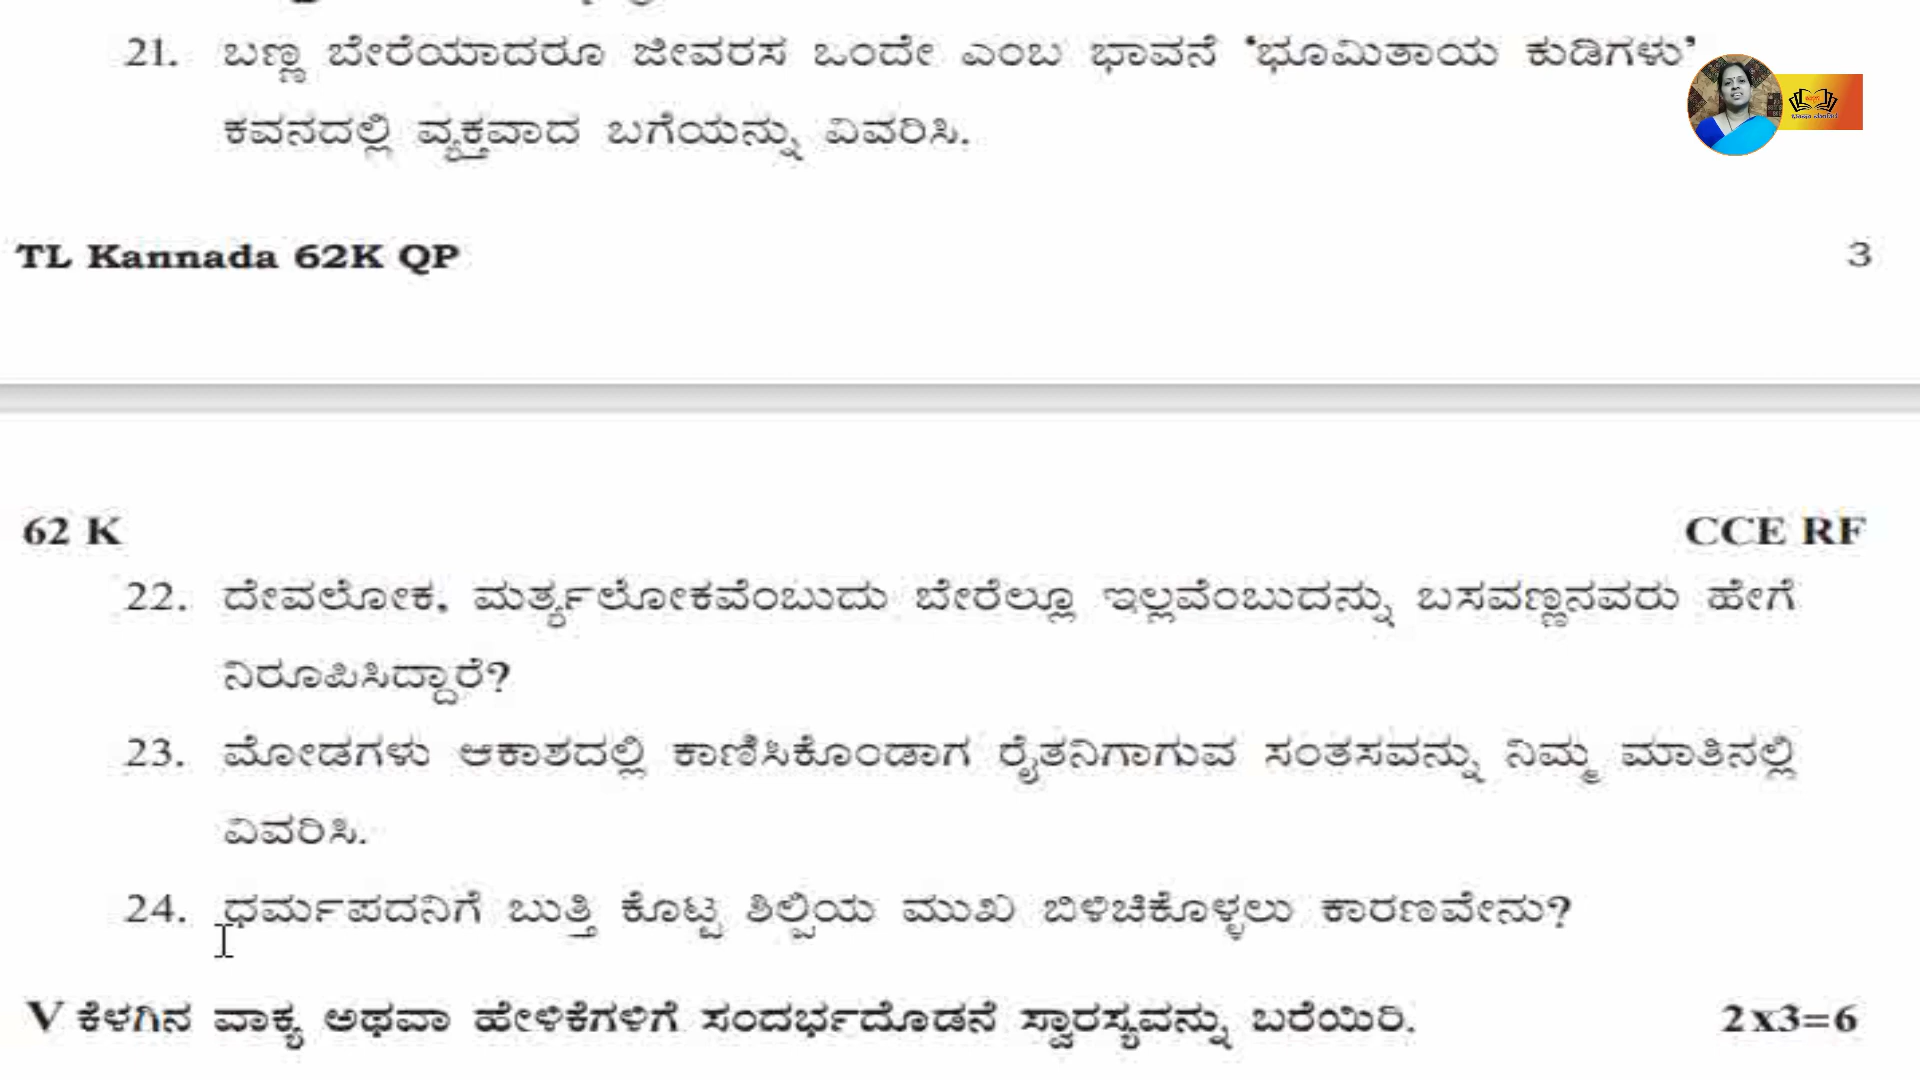 21. ಬಣ್ಣ ಬೇರೆಯಾದರೂ ಜೀವರಸ ಒಂದೇ ಎಂಬ ಭಾವನೆ ‘ಭೂಮಿತಾಯ ಕುಡಿಗಳು’
ಕವನದಲ್ಲಿ ವ್ಯಕ್ತವಾದ ಬಗೆಯನ್ನು ವಿವರಿಸಿ.
TL Kannada 62K QP 3
62 K CCE RF
22. ದೇವಲೋಕ, ಮರ್ತ್ಯಲೋಕವೆಂಬುದು ಬೇರೆಲ್ಲೂ ಇಲ್ಲವೆಂಬುದನ್ನು ಬಸವಣ್ಣನವರು ಹೇಗೆ
ನಿರೂಪಿಸಿದ್ದಾರೆ?
23. ಮೋಡಗಳು ಆಕಾಶದಲ್ಲಿ ಕಾಣಿಸಿಕೊಂಡಾಗ ರೈತನಿಗಾಗುವ ಸಂತಸವನ್ನು ನಿಮ್ಮ ಮಾತಿನಲ್ಲಿ
ವಿವರಿಸಿ.
24. ಧರ್ಮಪದನಿಗೆ ಬುತ್ತಿ ಕೊಟ್ಟ ಶಿಲ್ಪಿಯ ಮುಖ ಬಿಳಿಚಿಕೊಳ್ಳಲು ಕಾರಣವೇನು?
V ಕೆಳಗಿನ ವಾಕ್ಯ ಅಥವಾ ಹೇಳಿಕೆಗಳಿಗೆ ಸಂದರ್ಭದೊಡನೆ ಸ್ವಾರಸ್ಯವನ್ನು ಬರೆಯಿರಿ. 2x3=6